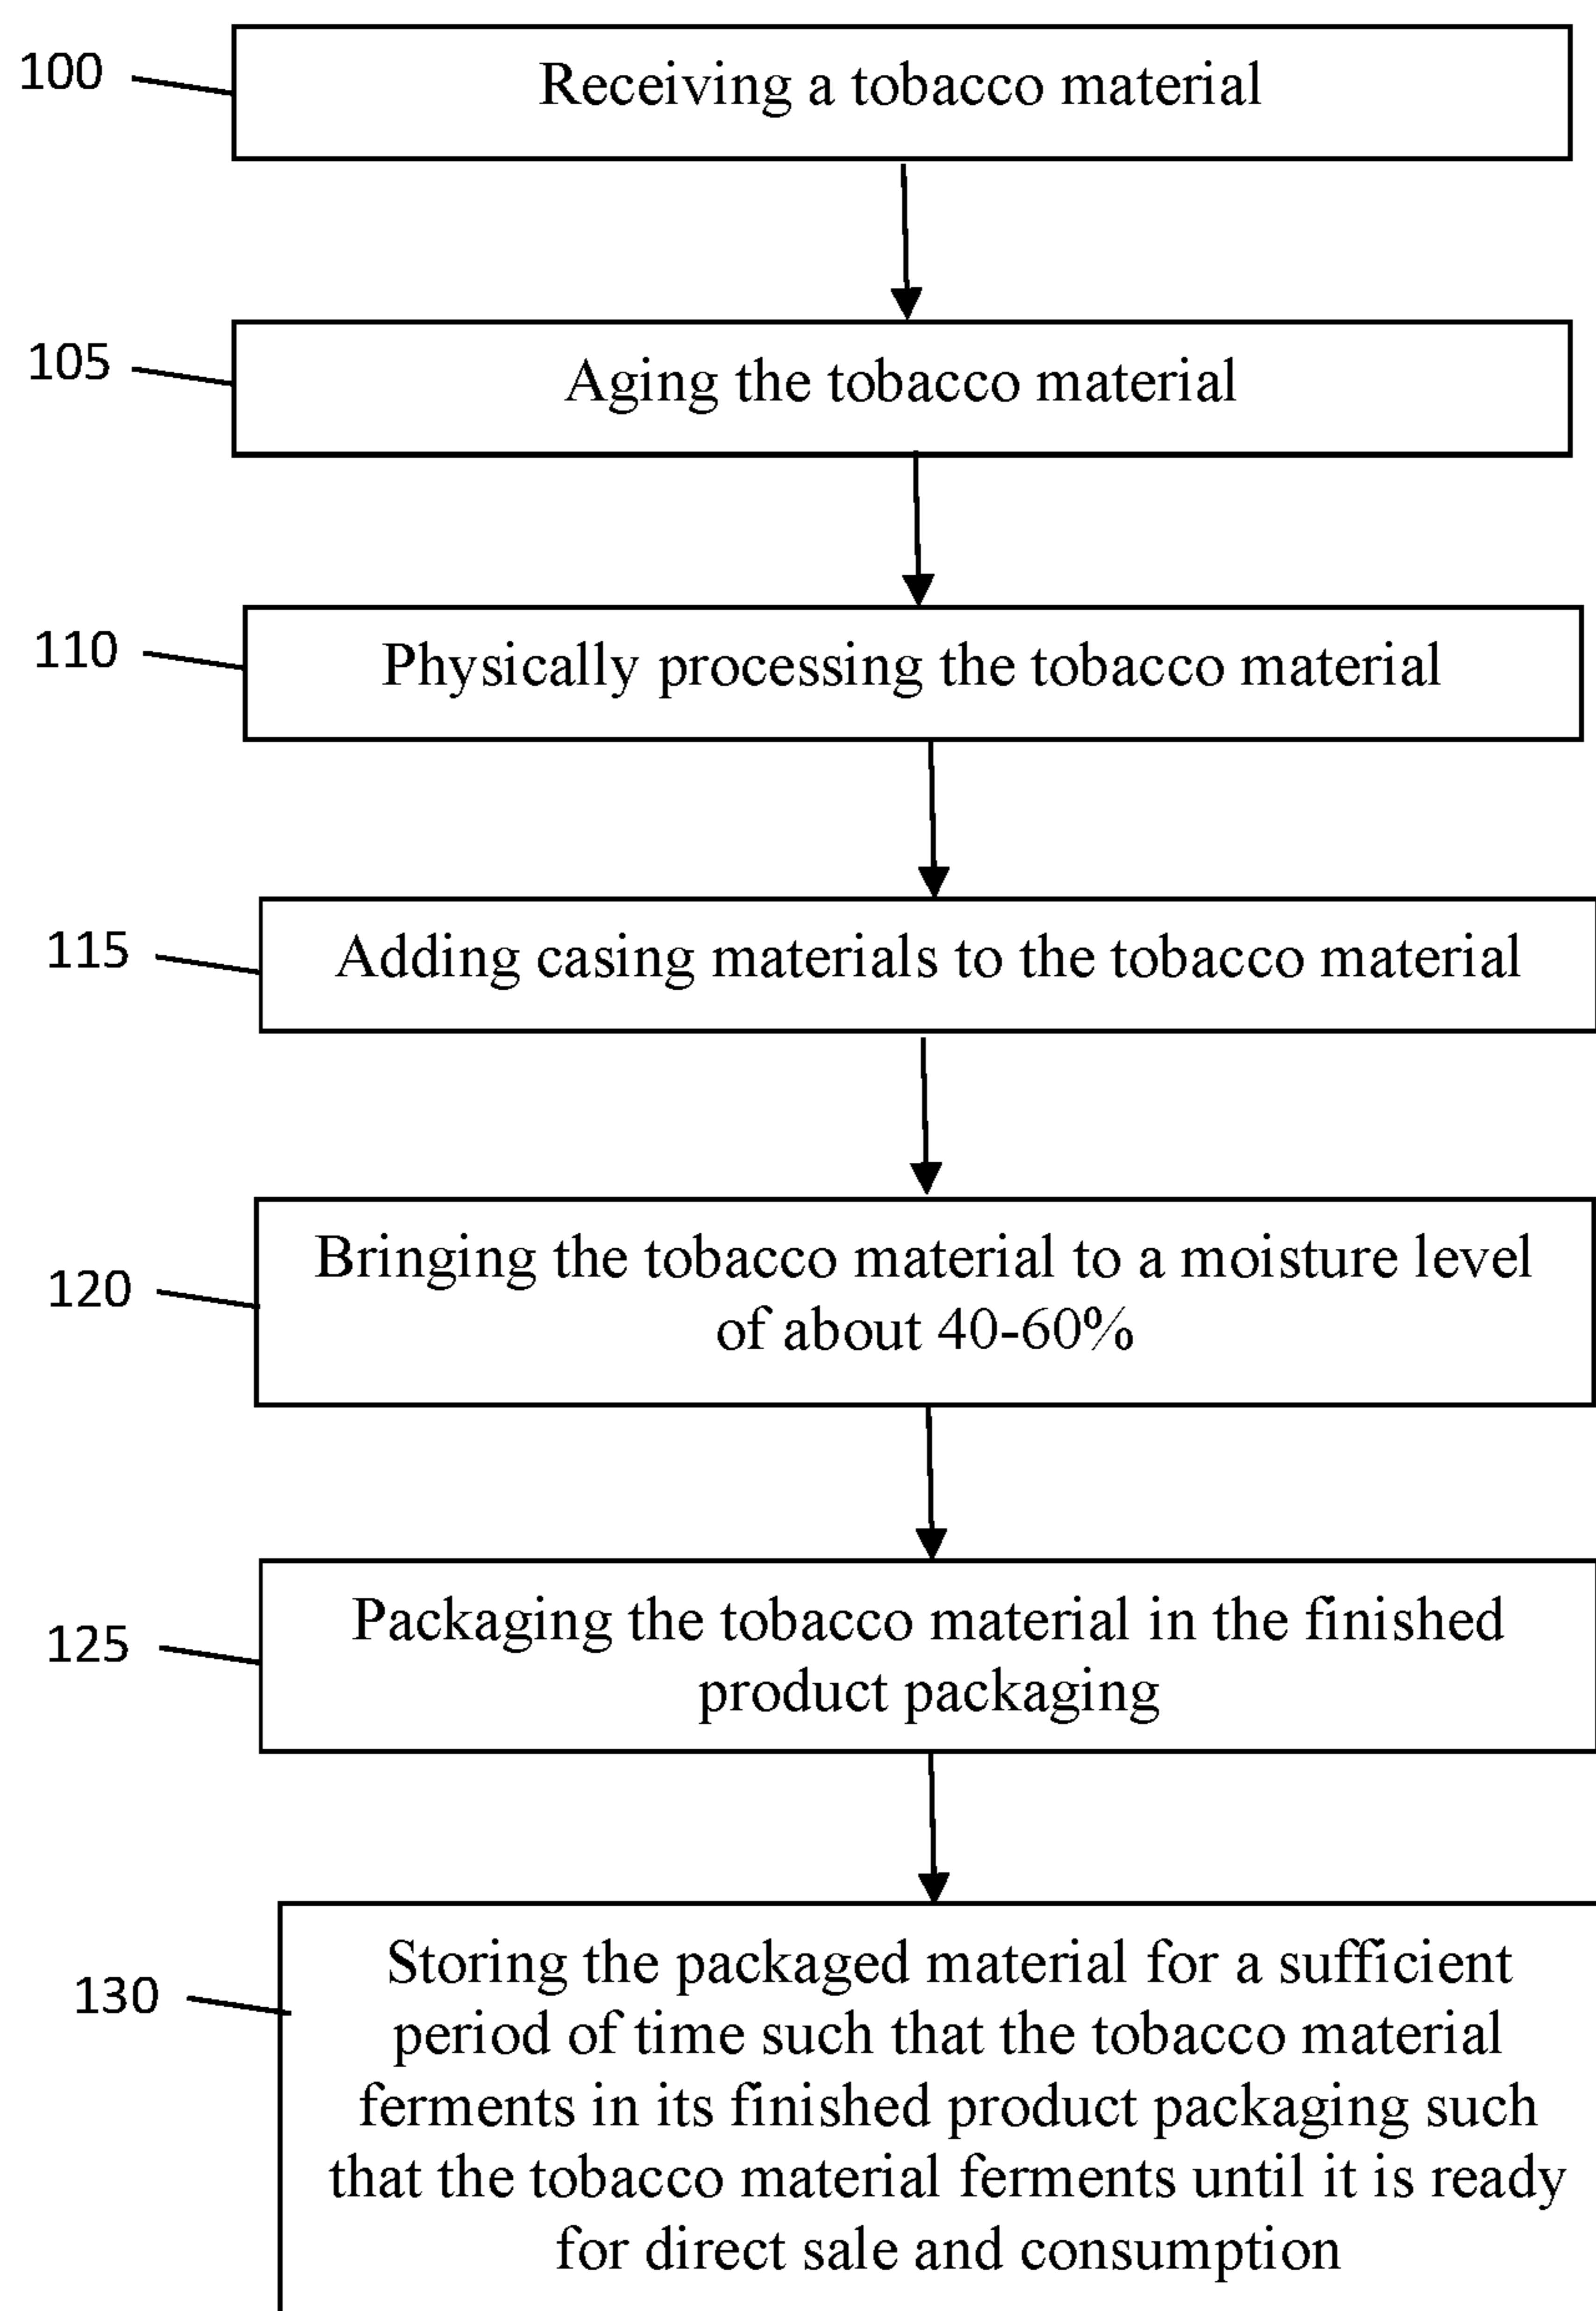 100
Receiving a tobacco material
105
Aging the tobacco material
110
Physically processing the tobacco material
115
Adding casing materials to the tobacco material
120
Bringing the tobacco material to a moisture level
of about 40-60%
125
Packaging the tobacco material in the finished
product packaging
130
Storing the packaged material for a sufficient
period of time such that the tobacco material
ferments in its finished product packaging such
that the tobacco material ferments until it is ready
for direct sale and consumption